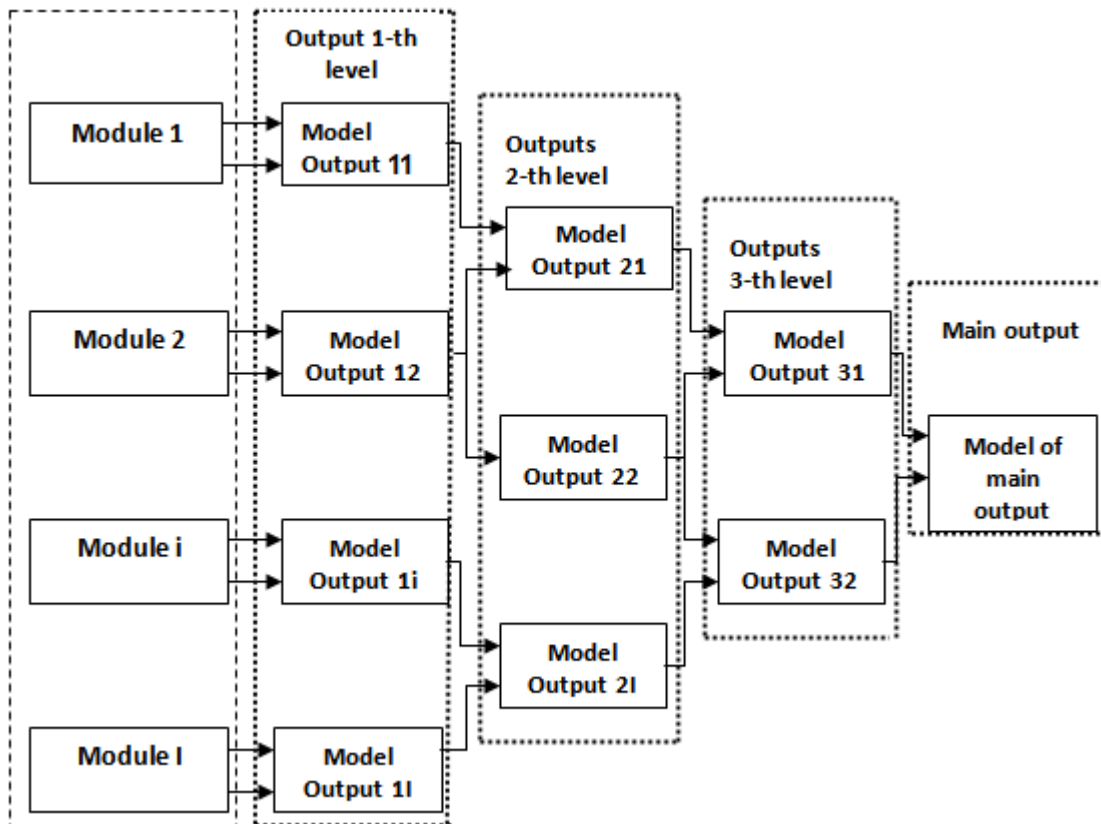 Module 1
Module 2
Module i
Module I
Output 1-th
level
Model
Output 11
Model
Output 12
Model
Output 1i
Model
Output 1I
Outputs
2-th level
Model
Output 21
Model
Output 22
Model
Output 2I
Outputs
3-th level
Model
Output 31
Model
Output 32
Main output
Model of
main
output